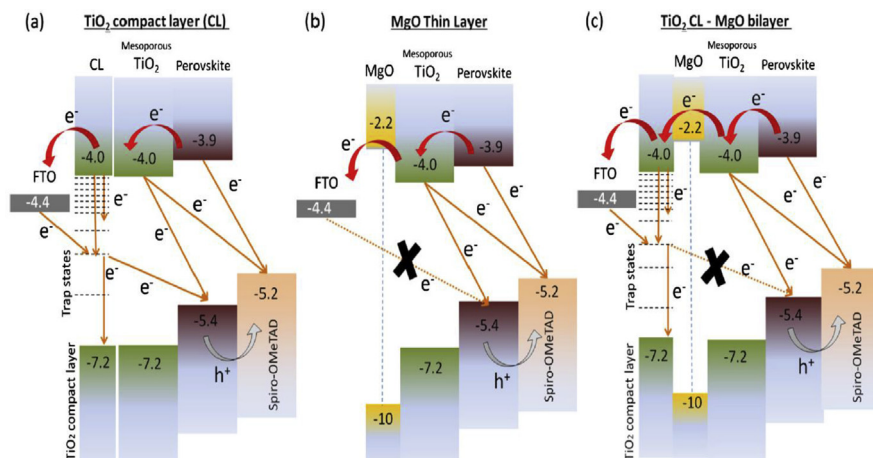 (a)
TiO2 compact layer (CL)
Mesoporous
CL
TiO2
Perovskite
e-
e-
-3.9
-4.0
-4.0
FTO
-4.4
e-
e-
e-
e-
e-
e-
Trap states
e-
-5.2
-5.4
-7.2
-7.2
h+
TiO2 compact layer
Spiro-OMeTAD
(b)
MgO Thin Layer
Mesoporous
MgO
TiO2
Perovskite
-2.2
e-
e-
-3.9
-4.0
FTO
-4.4
e-
e-
e-
e-
-5.2
-5.4
-7.2
h+
-10
Spiro-OMeTAD
(c)
TiO2 CL - MgO bilayer
Mesoporous
MgO
TiO2
Perovskite
e-
e-
e-
-2.2
-3.9
-4.0
-4.0
FTO
-4.4
e-
e-
e-
e-
e-
Trap states
e-
e-
-5.2
-5.4
-7.2
-7.2
h+
-10
TiO2 compact layer
Spiro-OMeTAD